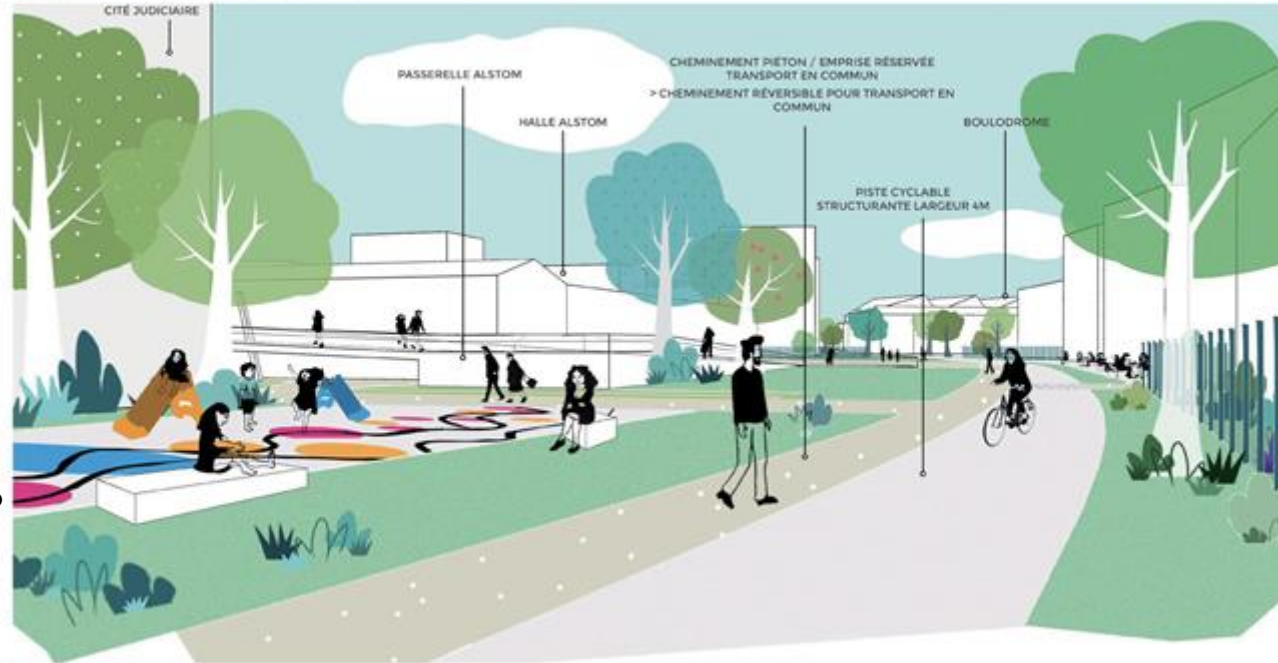 CITÉ JUDICIAIRE
PASSERELLE ALSTOM
HALLE ALSTOM
CHEMINEMENT PIÉTON / EMPRISE RÉSERVÉE
TRANSPORT EN COMMUN
> CHEMINEMENT RÉVERSIBLE POUR TRANSPORT EN
COMMUN
BOULODROME
PISTE CYCLABLE
STRUCTURANTE LARGEUR 4M